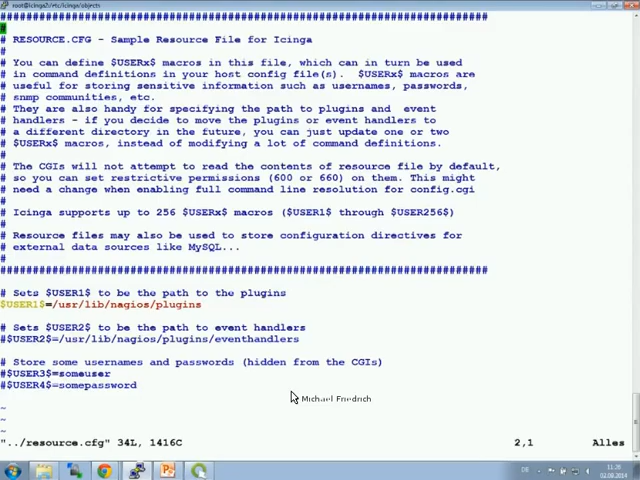 root@icinga2:/etc/icinga/objects
#######################################################################
#
# RESOURCE.CFG - Sample Resource File for Icinga
#
# You can define $USERx$ macros in this file, which can in turn be used
# in command definitions in your host config file(s).  $USERx$ macros are
# useful for storing sensitive information such as usernames, passwords,
# snmp communities, etc.
# They are also handy for specifying the path to plugins and  event
# handlers - if you decide to move the plugins or event handlers to
# a different directory in the future, you can just update one or two
# $USERx$ macros, instead of modifying a lot of command definitions.
#
# The CGIs will not attempt to read the contents of resource file by default,
# so you can set restrictive permissions (600 or 660) on them. This might
# need a change when enabling full command line resolution for config.cgi
#
# Icinga supports up to 256 $USERx$ macros ($USER1$ through $USER256$)
#
# Resource files may also be used to store configuration directives for
# external data sources like MySQL...
#
#######################################################################
# Sets $USER1$ to be the path to the plugins
$USER1$=/usr/lib/nagios/plugins
# Sets $USER2$ to be the path to event handlers
#$USER2$=/usr/lib/nagios/plugins/eventhandlers
# Store some usernames and passwords (hidden from the CGIs)
#$USER3$=someuser
#$USER4$=somepassword
Michael Friedrich
~
~
~
"../resource.cfg" 34L, 1416C 2,1 Alles
DE 11:26
02.09.2014